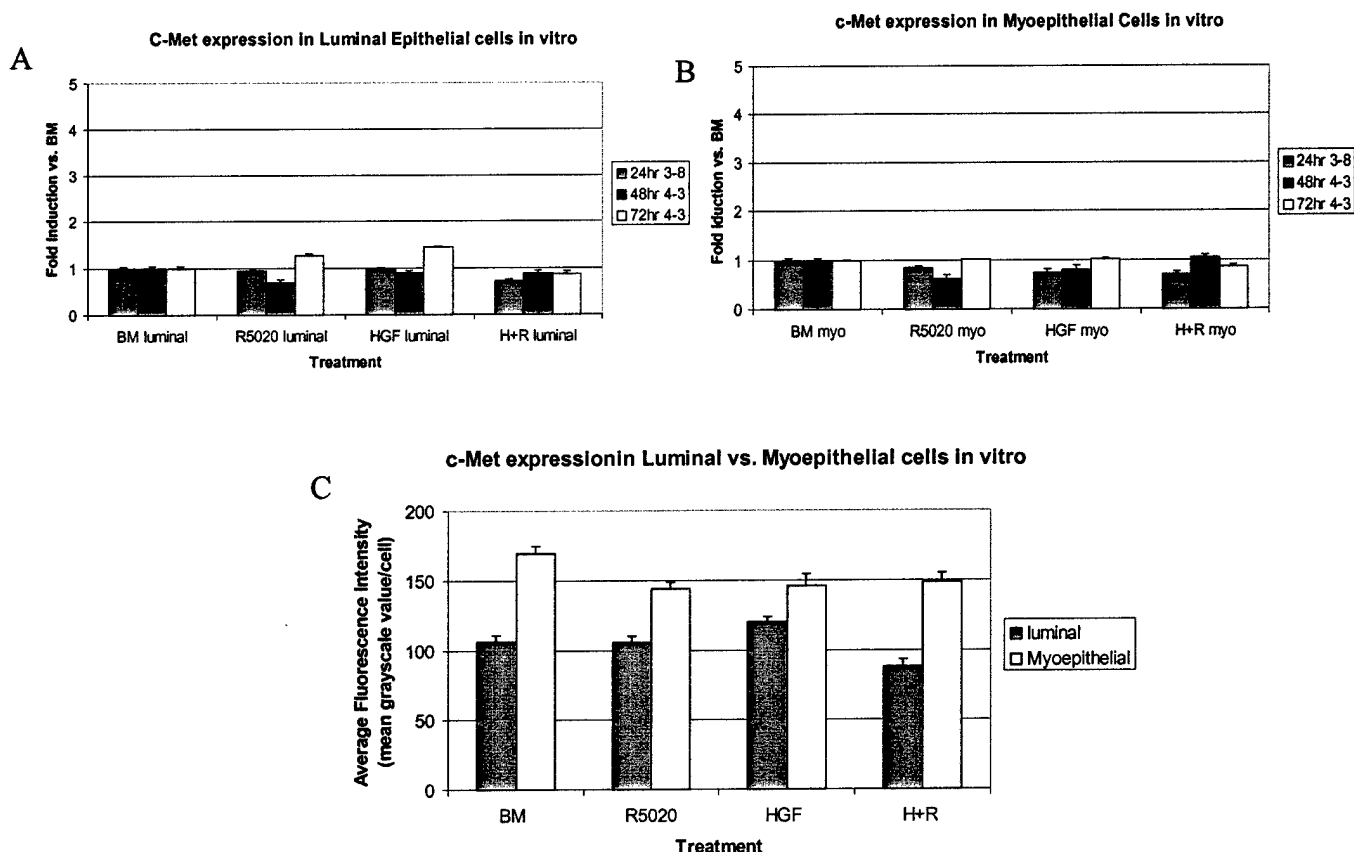 C-Met expression in Luminal Epithelial cells in vitro
A
5
4
3
2
1
0
Fold Induction vs. BM
BM luminal
R5020 luminal
HGF luminal
H+R luminal
Treatment
24hr 3-8
48hr 4-3
72hr 4-3
c-Met expression in Myoepithelial Cells in vitro
B
5
4
3
2
1
0
Fold Iduction vs. BM
BM myo
R5020 myo
HGF myo
H+R myo
Treatment
24hr 3-8
48hr 4-3
72hr 4-3
c-Met expressionin Luminal vs. Myoepithelial cells in vitro
C
200
150
100
50
0
Average Fluorescence Intensity
(mean grayscale value/cell)
BM
R5020
HGF
H+R
Treatment
luminal
Myoepithelial